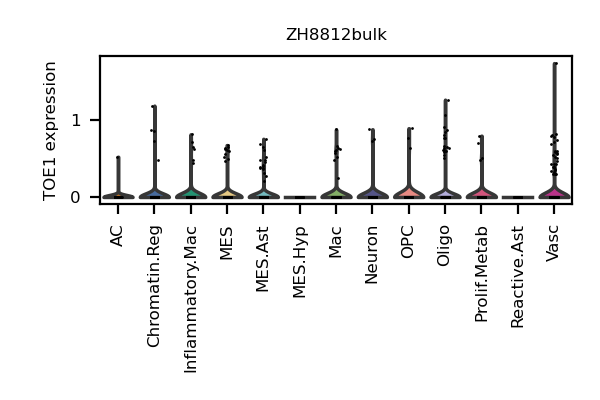 ZH8812bulk
TOE1 expression
1
0
AC
Chromatin.Reg
Inflammatory.Mac
MES
MES.Ast
MES.Hyp
Mac
Neuron
OPC
Oligo
Prolif.Metab
Reactive.Ast
Vasc